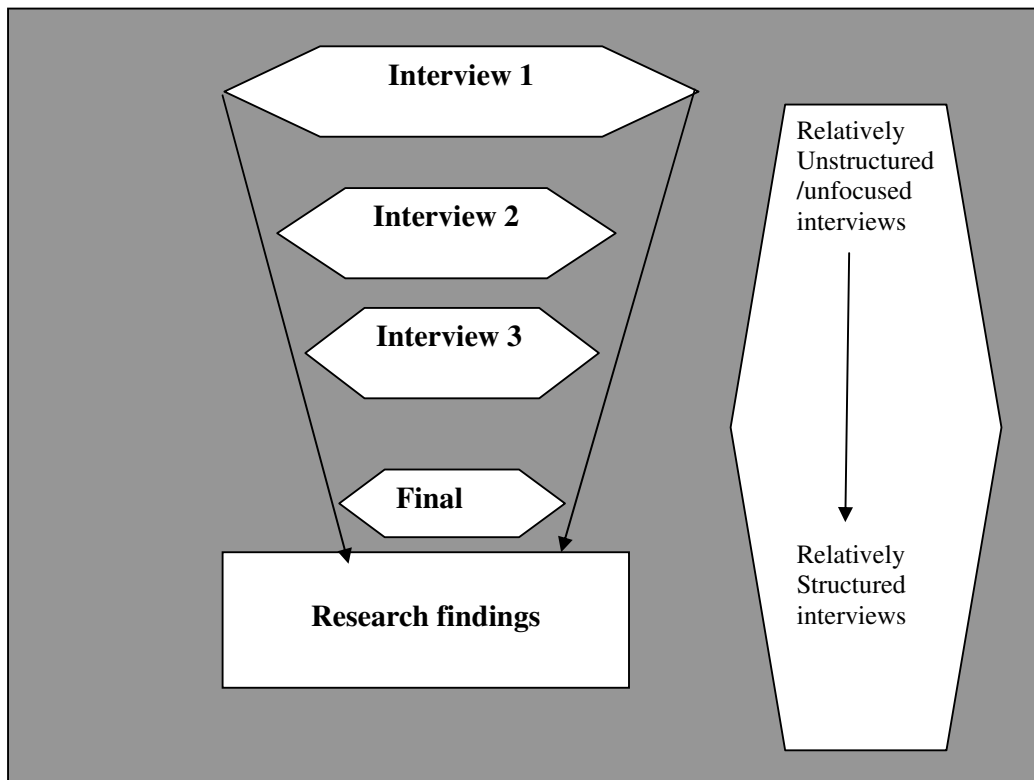 Interview 1
Interview 2
Interview 3
Final
Research findings
Relatively
Unstructured
/unfocused
interviews
Relatively
Structured
interviews